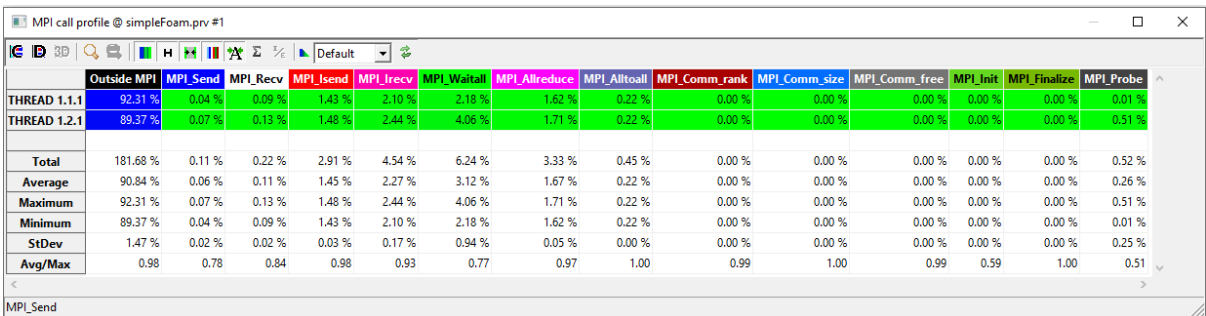 MPI call profile @ simpleFoam.prv #1
3D Default
Outside MPI MPI_Send MPI_Recv MPI_Isend MPI_Irecv MPI_Waitall MPI_Allreduce MPI_Alltoall MPI_Comm_rank MPI_Comm_size MPI_Comm_free MPI_Init MPI_Finalize MPI_Probe
THREAD 1.1.1 92.31 % 0.04 % 0.09 % 1.43 % 2.10 % 2.18 % 1.62 % 0.22 % 0.00 % 0.00 % 0.00 % 0.00 % 0.00 % 0.01 %
THREAD 1.2.1 89.37 % 0.07 % 0.13 % 1.48 % 2.44 % 4.06 % 1.71 % 0.22 % 0.00 % 0.00 % 0.00 % 0.00 % 0.00 % 0.51 %
Total 181.68 % 0.11 % 0.22 % 2.91 % 4.54 % 6.24 % 3.33 % 0.45 % 0.00 % 0.00 % 0.00 % 0.00 % 0.00 % 0.52 %
Average 90.84 % 0.06 % 0.11 % 1.45 % 2.27 % 3.12 % 1.67 % 0.22 % 0.00 % 0.00 % 0.00 % 0.00 % 0.00 % 0.26 %
Maximum 92.31 % 0.07 % 0.13 % 1.48 % 2.44 % 4.06 % 1.71 % 0.22 % 0.00 % 0.00 % 0.00 % 0.00 % 0.00 % 0.51 %
Minimum 89.37 % 0.04 % 0.09 % 1.43 % 2.10 % 2.18 % 1.62 % 0.22 % 0.00 % 0.00 % 0.00 % 0.00 % 0.00 % 0.01 %
StDev 1.47 % 0.02 % 0.02 % 0.03 % 0.17 % 0.94 % 0.05 % 0.00 % 0.00 % 0.00 % 0.00 % 0.00 % 0.00 % 0.25 %
Avg/Max 0.98 0.78 0.84 0.98 0.93 0.77 0.97 1.00 0.99 1.00 0.99 0.59 1.00 0.51
MPI_Send